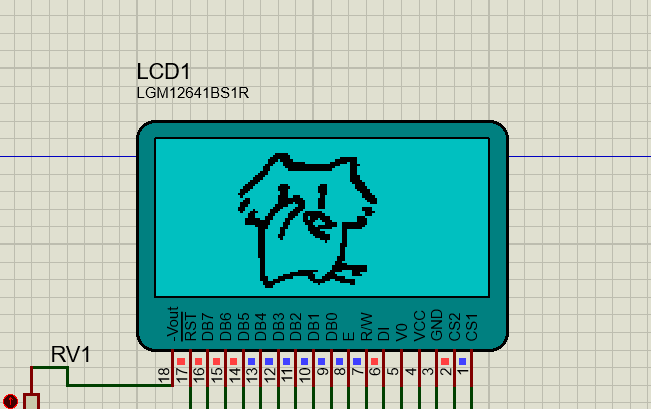 LCD1
LGM12641BS1R
-Vout
RST
DB7
DB6
DB5
DB4
DB3
DB2
DB1
DB0
E
R/W
DI
V0
VCC
GND
CS2
CS1
RV1
18
17
16
15
14
13
12
11
10
9
8
7
6
5
4
3
2
1
1